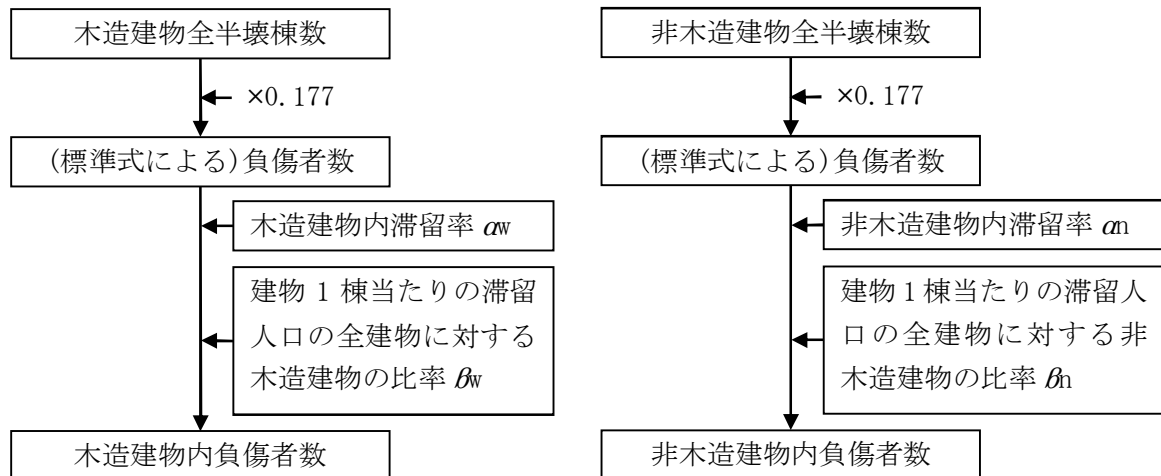 木造建物全半壊棟数
×0.177
(標準式による)負傷者数
木造建物内滞留率 αw
建物 1 棟当たりの滞留
人口の全建物に対する
木造建物の比率 βw
木造建物内負傷者数
非木造建物全半壊棟数
×0.177
(標準式による)負傷者数
非木造建物内滞留率 αn
建物 1 棟当たりの滞留人
口の全建物に対する非
木造建物の比率 βn
非木造建物内負傷者数